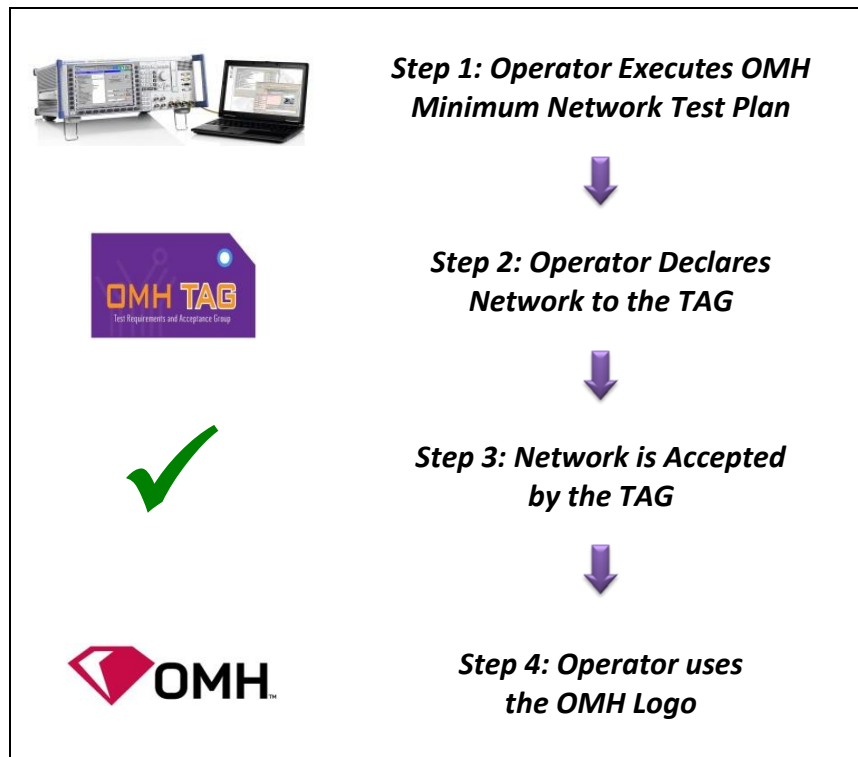 Step 1: Operator Executes OMH
Minimum Network Test Plan
OMH TAG
Test Requirements and Acceptance Group
Step 2: Operator Declares
Network to the TAG
Step 3: Network is Accepted
by the TAG
OMH™
Step 4: Operator uses
the OMH Logo